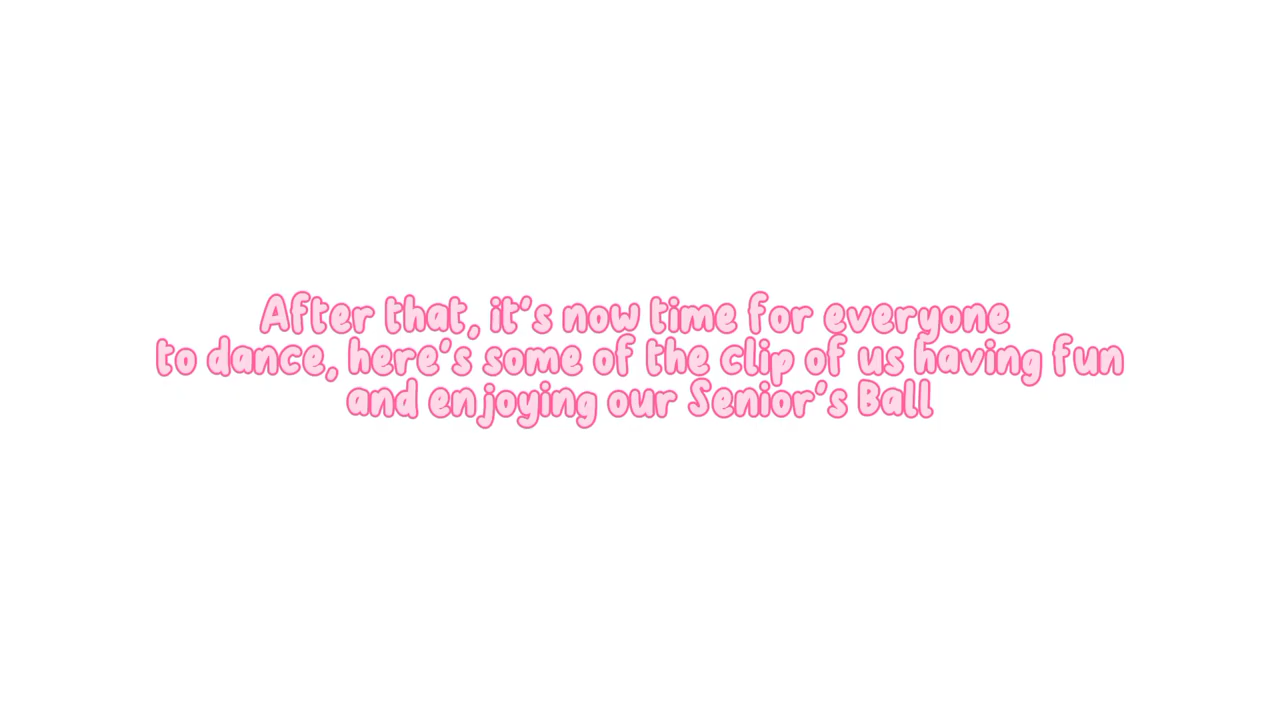 After that, it's now time for everyone
to dance, here's some of the clip of us having fun
and enjoying our Senior's Ball